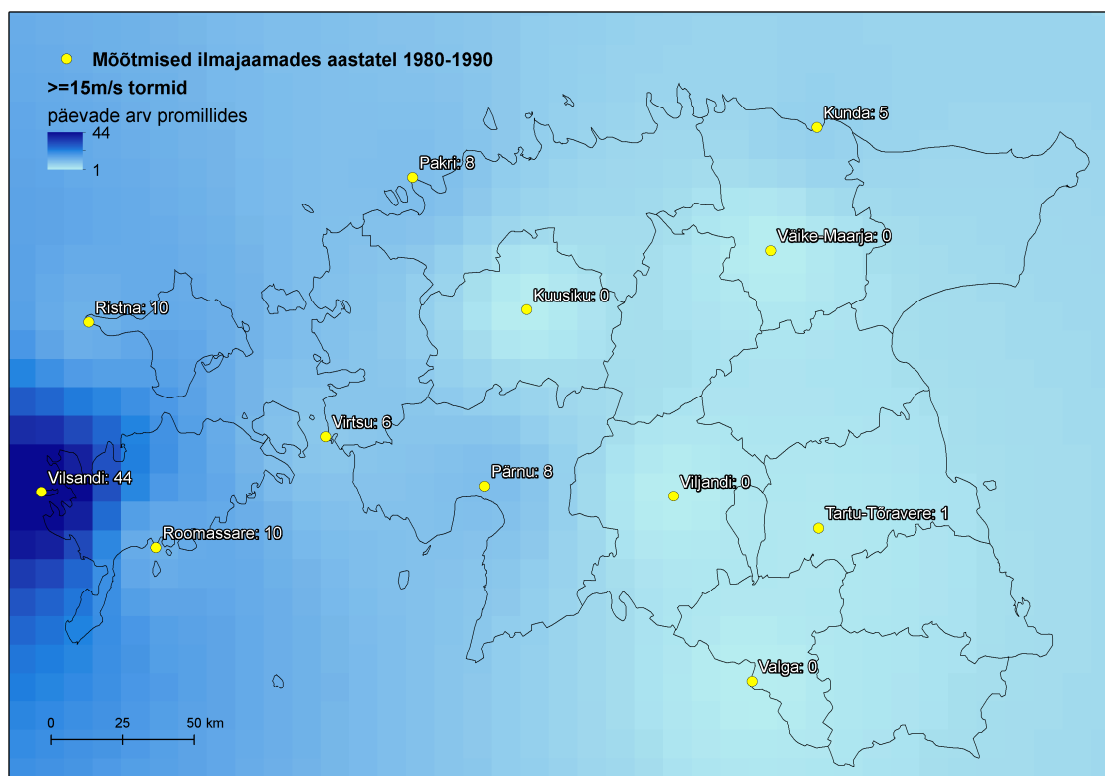 Mõõtmised ilmajaamades aastatel 1980-1990
>=15m/s tormid
päevade arv promillides
44
1
Kunda: 5
Pakri: 8
Väike-Maarja: 0
Kuusiku: 0
Ristna: 10
Virtsu: 6
Vilsandi: 44
Pärnu: 8
Viljandi: 0
Tartu-Tõravere: 1
Roomassare: 10
Valga: 0
0 25 50 km